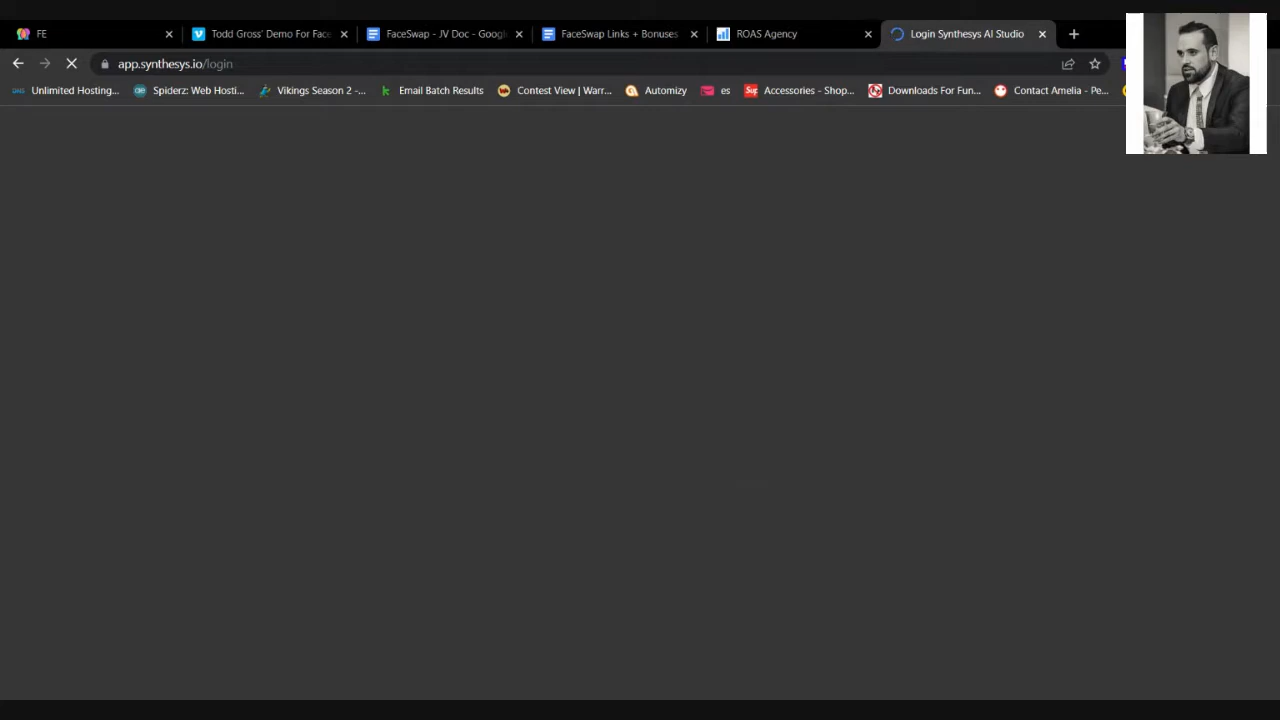 FE
Todd Gross' Demo For Face
FaceSwap - JV Doc - Googl
FaceSwap Links + Bonuses
ROAS Agency
Login Synthesys AI Studio
app.synthesys.io/login
Unlimited Hosting...
Spiderz: Web Hosti...
Vikings Season 2 -...
Email Batch Results
Contest View | Warr...
Automizy
es
Sup
Accessories - Shop...
Downloads For Fun...
Contact Amelia - Pe...